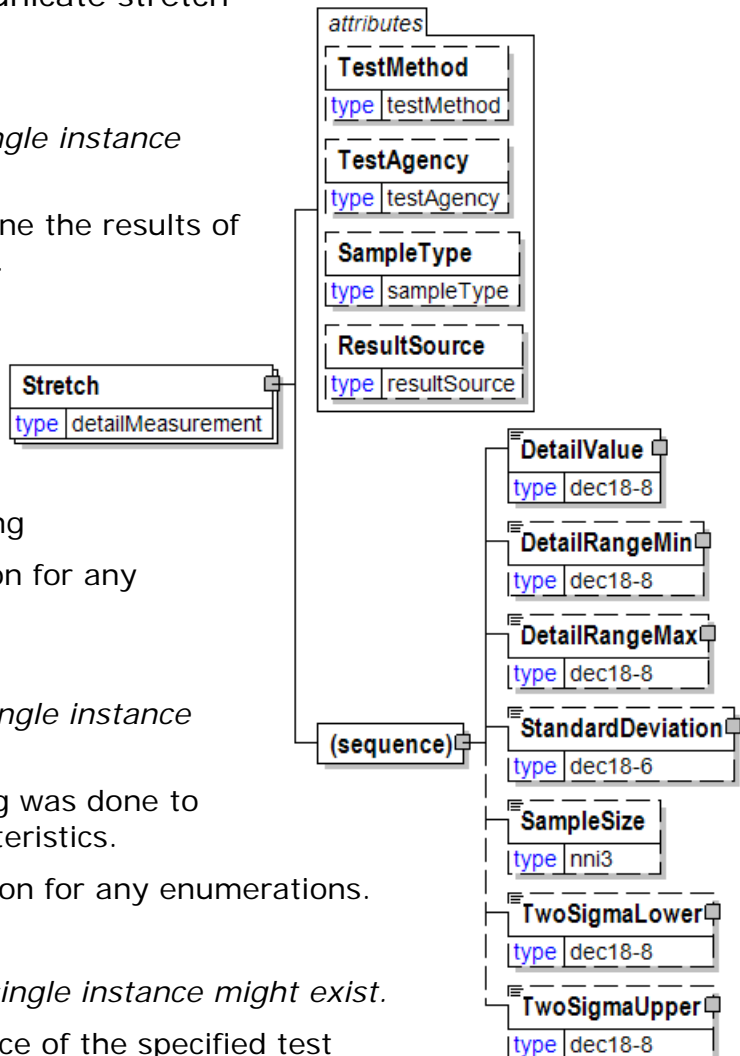 unicate stretch
ngle instance
ne the results of
ng
on for any
ngle instance
g was done to
teristics.
on for any enumerations.
single instance might exist.
ce of the specified test
attributes
TestMethod
type testMethod
TestAgency
type testAgency
SampleType
type sampleType
ResultSource
type resultSource
Stretch
type detailMeasurement
(sequence)
DetailValue
type dec18-8
DetailRangeMin
type dec18-8
DetailRangeMax
type dec18-8
StandardDeviation
type dec18-6
SampleSize
type nni3
TwoSigmaLower
type dec18-8
TwoSigmaUpper
type dec18-8